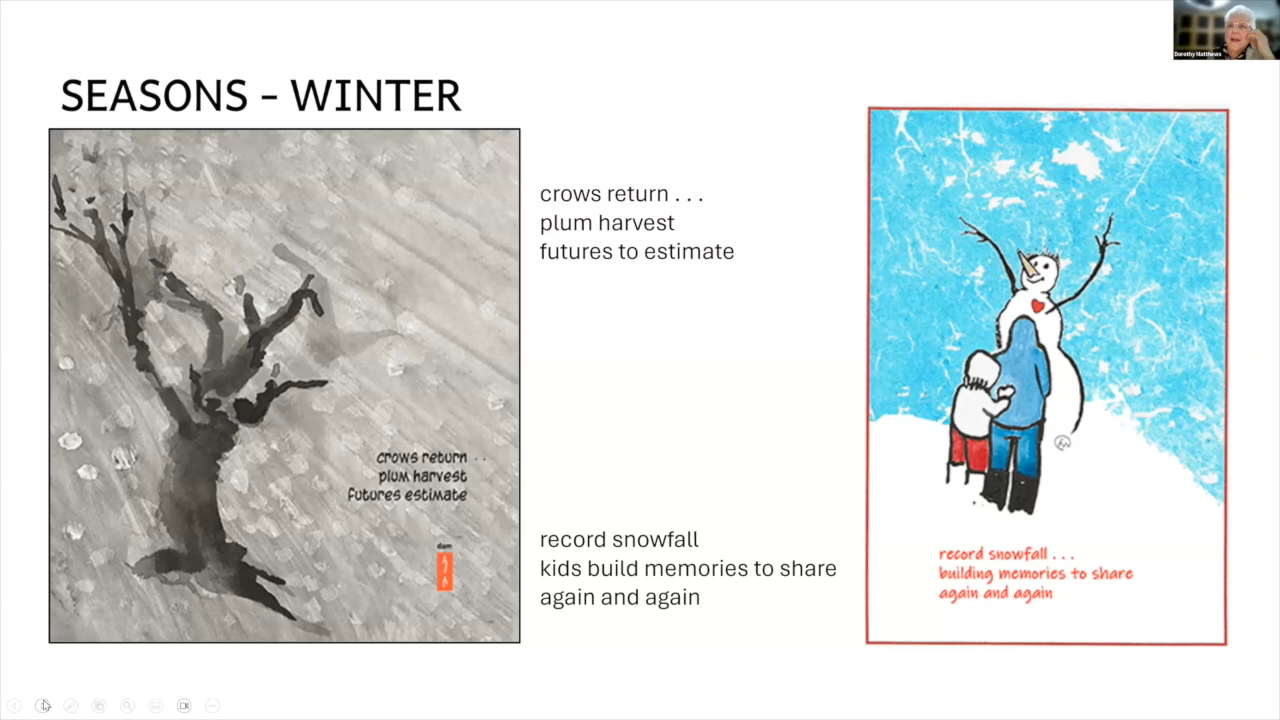 SEASONS – WINTER
crows return . . .
plum harvest
futures to estimate
crows return . .
plum harvest
futures estimate
record snowfall
kids build memories to share
again and again
record snowfall . . .
building memories to share
again and again
Dorothy Matthews